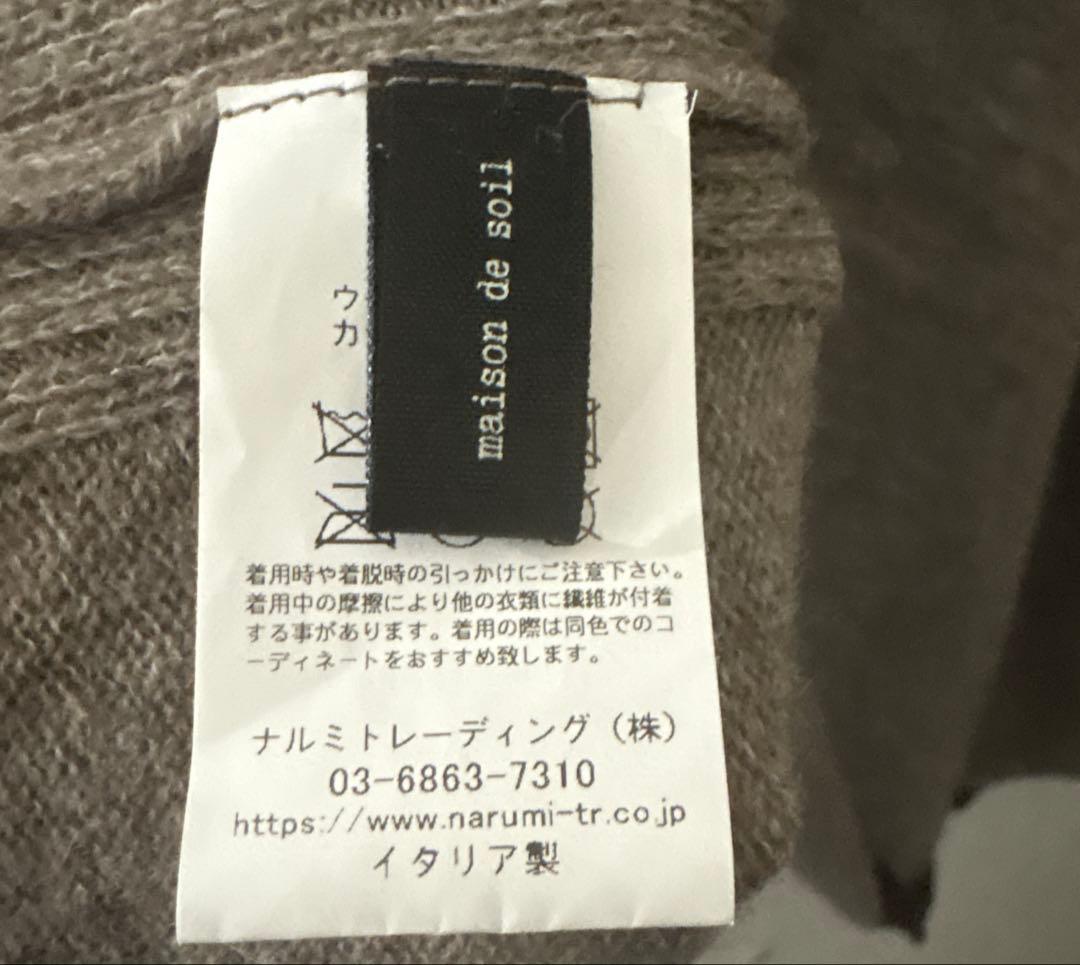 maison de soil
ウ
カ
着用時や着脱時の引っかけにご注意下さい。
着用中の摩擦により他の衣類に繊維が付着
する事があります。着用の際は同色でのコ
ーディネートをおすすめ致します。
ナルミトレーディング（株）
03-6863-7310
https://www.narumi-tr.co.jp
イタリア製